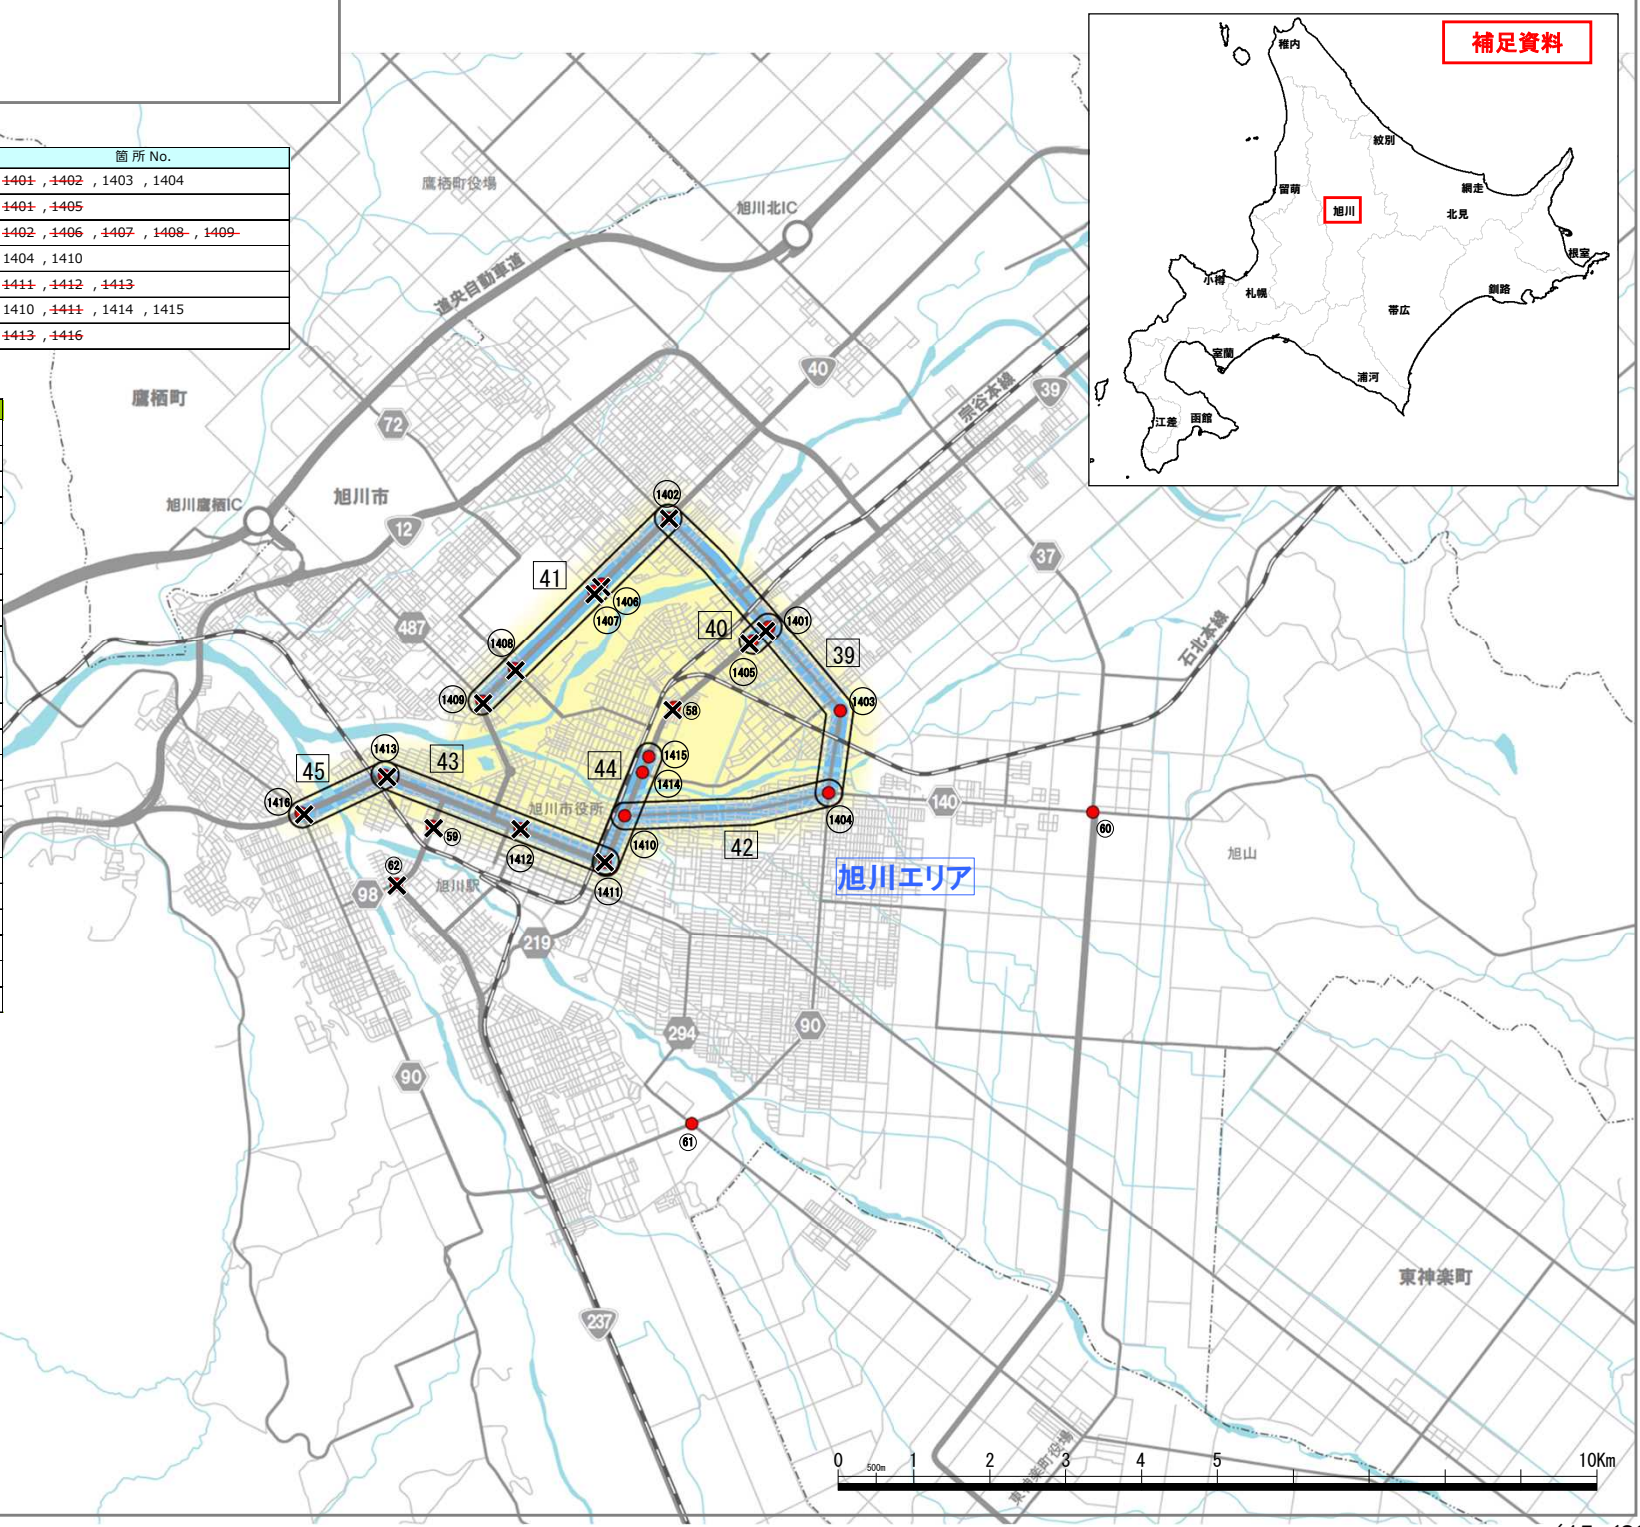 補足資料
稚内
紋別
留萌
網走
旭川
北見
根室
小樽
札幌
釧路
帯広
室蘭
浦河
江差
函館
箇所No.
1401 , 1402 , 1403 , 1404
1401 , 1405
1402 , 1406 , 1407 , 1408 , 1409
1404 , 1410
1411 , 1412 , 1413
1410 , 1411 , 1414 , 1415
1413 , 1416
鷹栖町役場
旭川北IC
道央自動車道
40
宗谷本線
39
鷹栖町
72
旭川鷹栖IC
旭川市
12
1402
37
41
1406
1407
487
40
1401
1405
39
石北本線
1408
1409
1403
58
1413
43
44
1415
1414
45
1416
旭川市役所
140
1404
60
59
1412
1410
42
旭山
62
旭川駅
1411
旭川エリア
98
219
294
90
90
61
東神楽町
237
東神楽町役場
0 500m 1 2 3 4 5 10Km